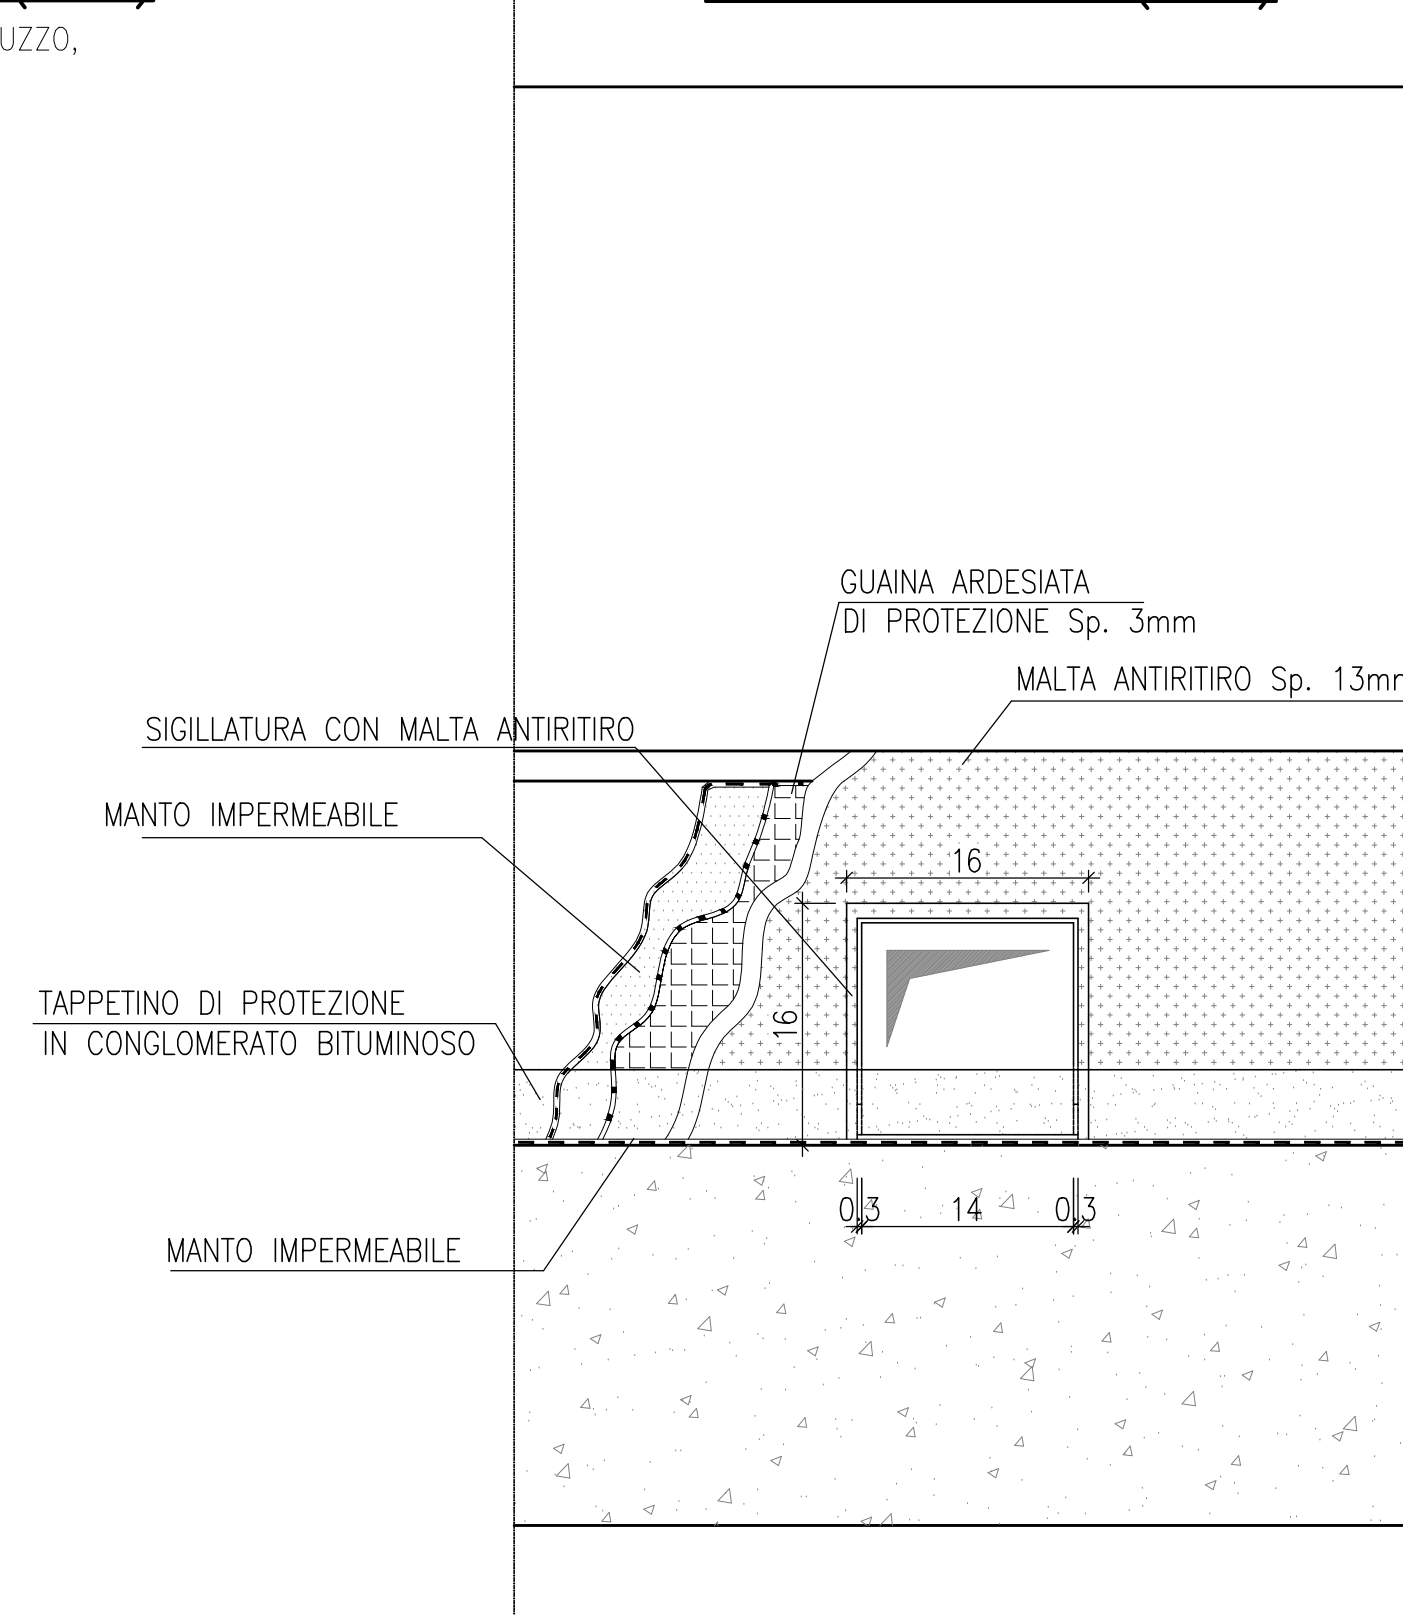 UZZO,
GUAINA ARDESIATA
DI PROTEZIONE Sp. 3mm
MALTA ANTIRITIRO Sp. 13mm
SIGILLATURA CON MALTA ANTIRITIRO
MANTO IMPERMEABILE
16
TAPPETINO DI PROTEZIONE
IN CONGLOMERATO BITUMINOSO
16
0.3
14
0.3
MANTO IMPERMEABILE